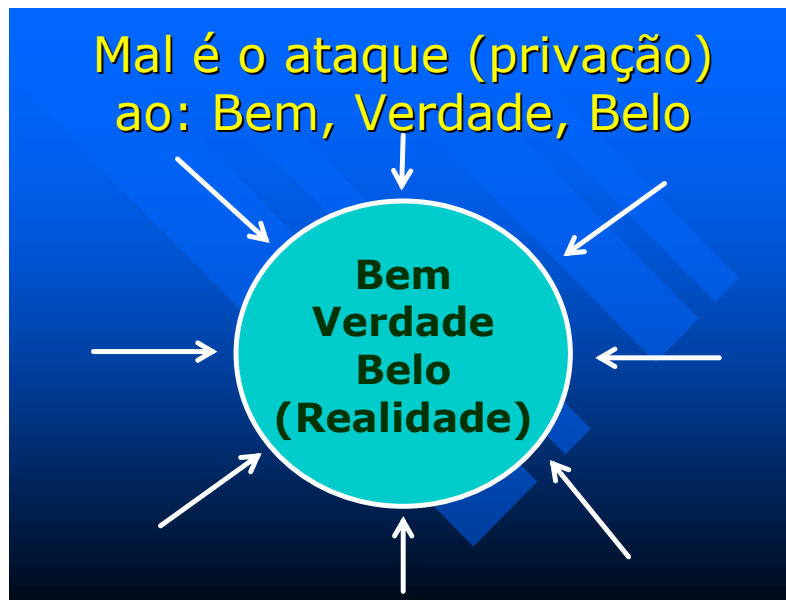 Mal é o ataque (privação)
ao: Bem, Verdade, Belo
Bem
Verdade
Belo
(Realidade)